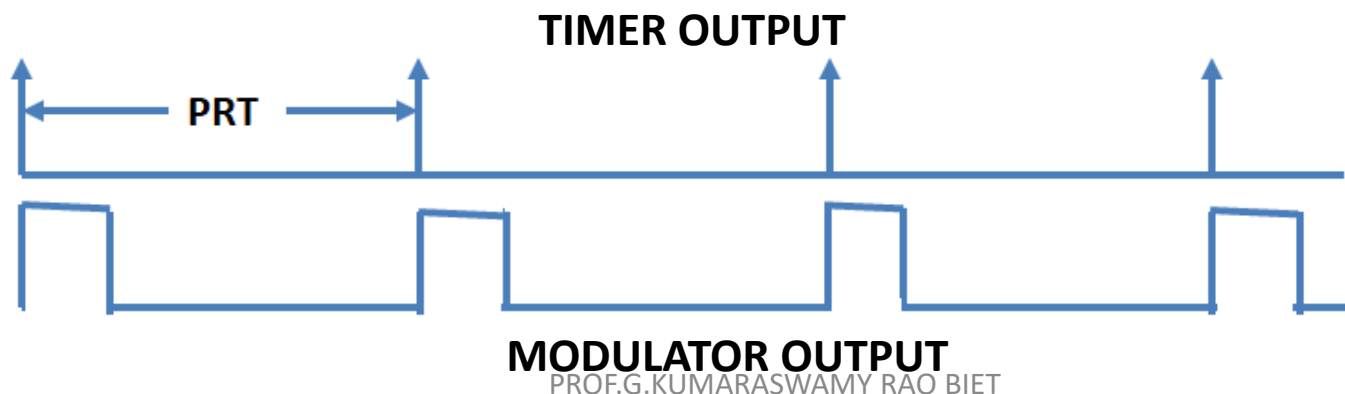 TIMER OUTPUT
PRT
MODULATOR OUTPUT
PROF.G.KUMARASWAMY RAO BIET